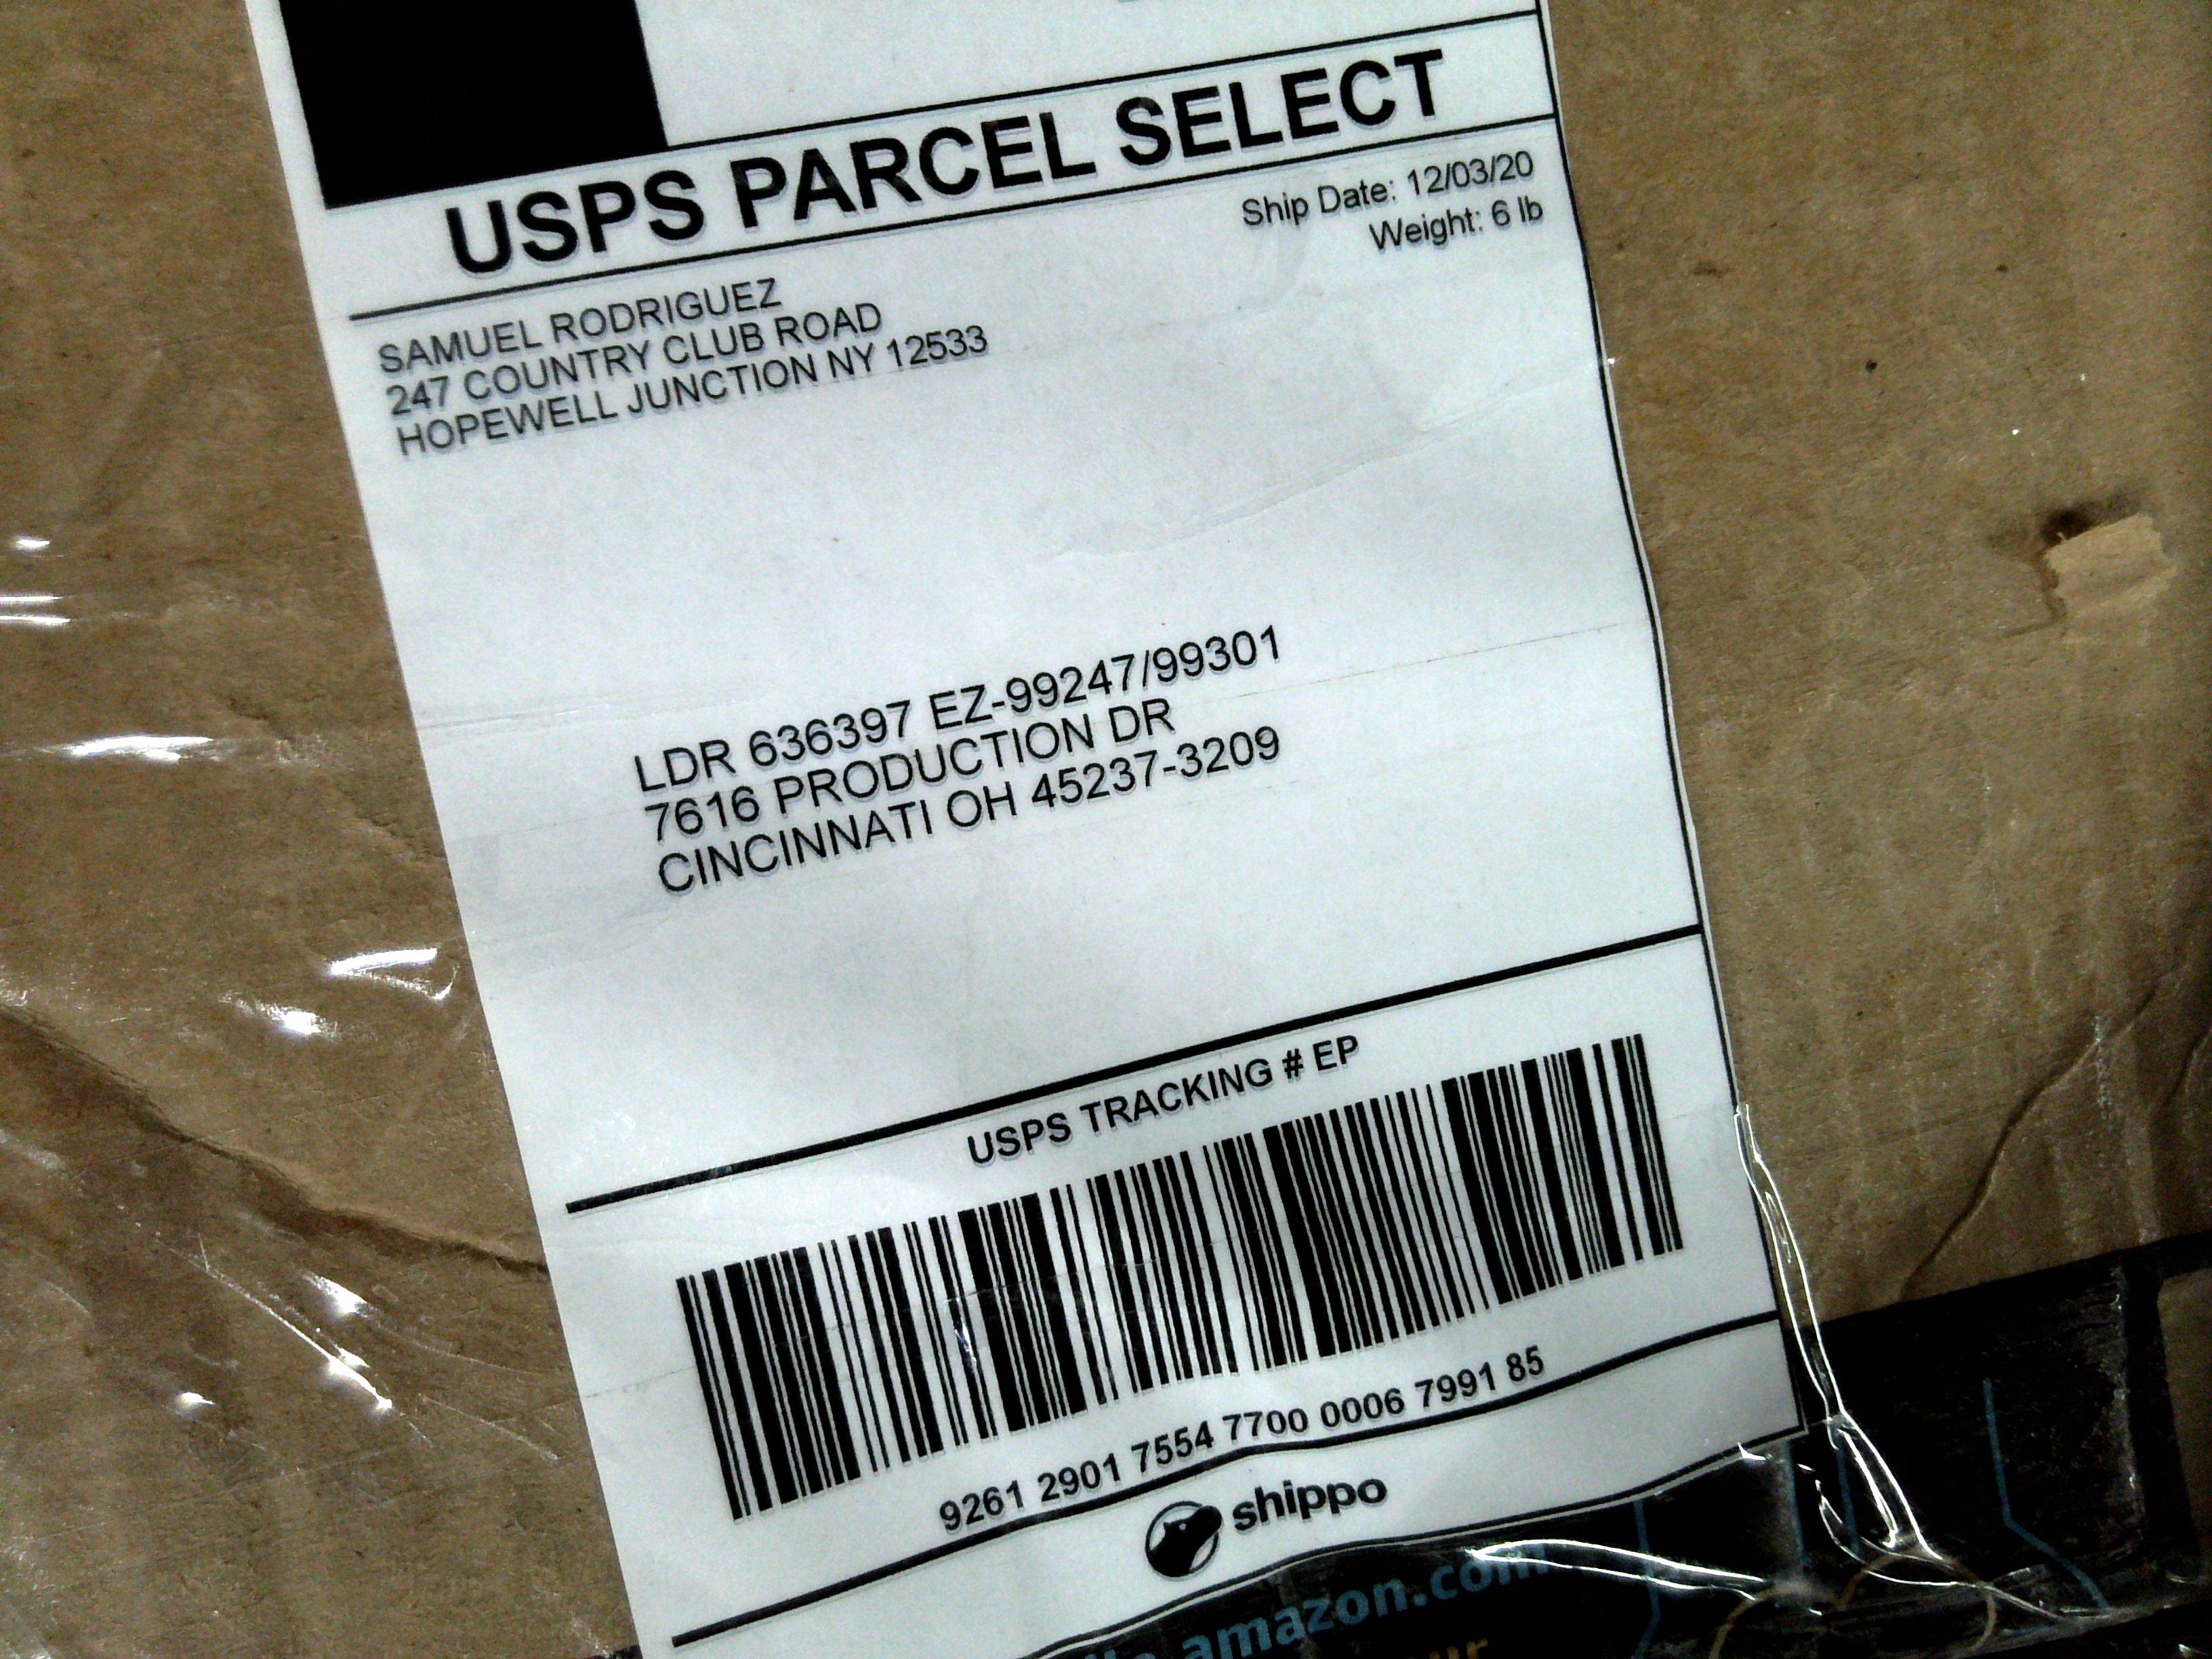 USPS PARCEL SELECT
Ship Date: 12/03/20
Weight: 6 lb
SAMUEL RODRIGUEZ
247 COUNTRY CLUB ROAD
HOPEWELL JUNCTION NY 12533
LDR 636397 EZ-99247/99301
7616 PRODUCTION DR
CINCINNATI OH 45237-3209
USPS TRACKING # EP
9261 2901 7554 7700 0006 7991 85
shippo
amazon.com